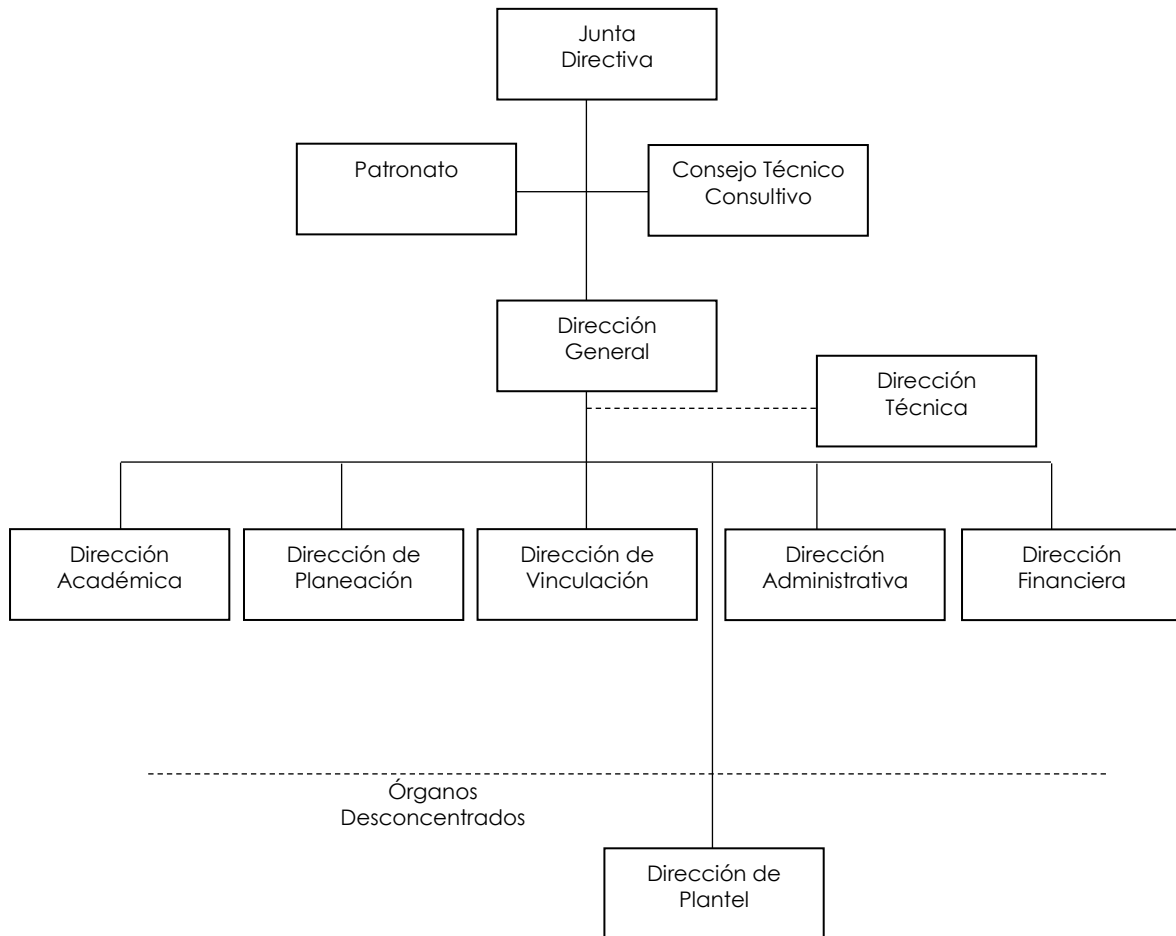 Junta
Directiva
Patronato
Consejo Técnico
Consultivo
Dirección
General
Dirección
Técnica
Dirección
Académica
Dirección de
Planeación
Dirección de
Vinculación
Dirección
Administrativa
Dirección
Financiera
Órganos
Desconcentrados
Dirección de
Plantel